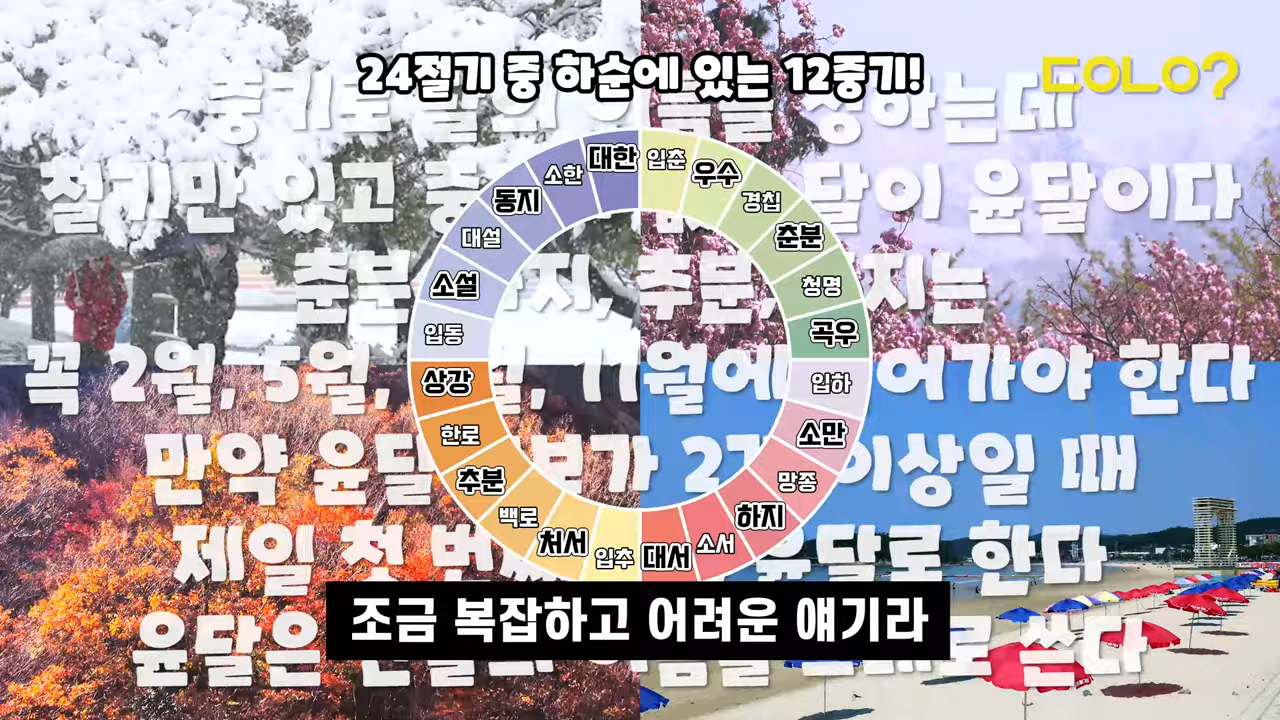 24절기 중 하순에 있는 12중기!
DOLO?
중기로 달의 이름을 정하는데
절기만 있고 중 달이 윤달이다
춘분, 하지, 추분, 동지는
꼭 2월, 5월, 월, 11월에 들어가야 한다
만약 윤달 후보가 2개 이상일 때
제일 첫 번째 윤달로 한다
윤달은 전달의 이름을 그대로 쓴다
대한
입춘
우수
경칩
춘분
청명
곡우
입하
소만
망종
하지
소서
대서
입추
처서
백로
추분
한로
상강
입동
소설
대설
동지
소한
조금 복잡하고 어려운 얘기라